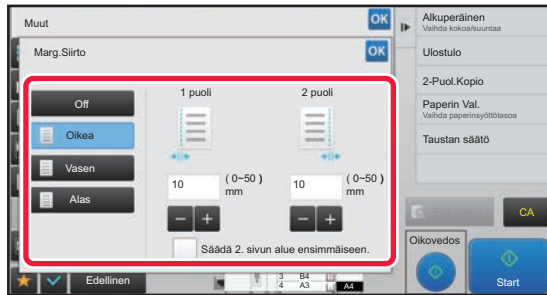 Muut
OK
Marg.Siirto
OK
Off
Oikea
Vasen
Alas
1 puoli
2 puoli
10
( 0~50 )
mm
10
( 0~50 )
mm
Säädä 2. sivun alue ensimmäiseen.
Edellinen
3 B4
4 A3
A4
Alkuperäinen
Vaihda kokoa/suuntaa
Ulostulo
2-Puol.Kopio
Paperin Val.
Vaihda paperinsyöttötasoa
Taustan säätö
CA
Oikovedos
Start